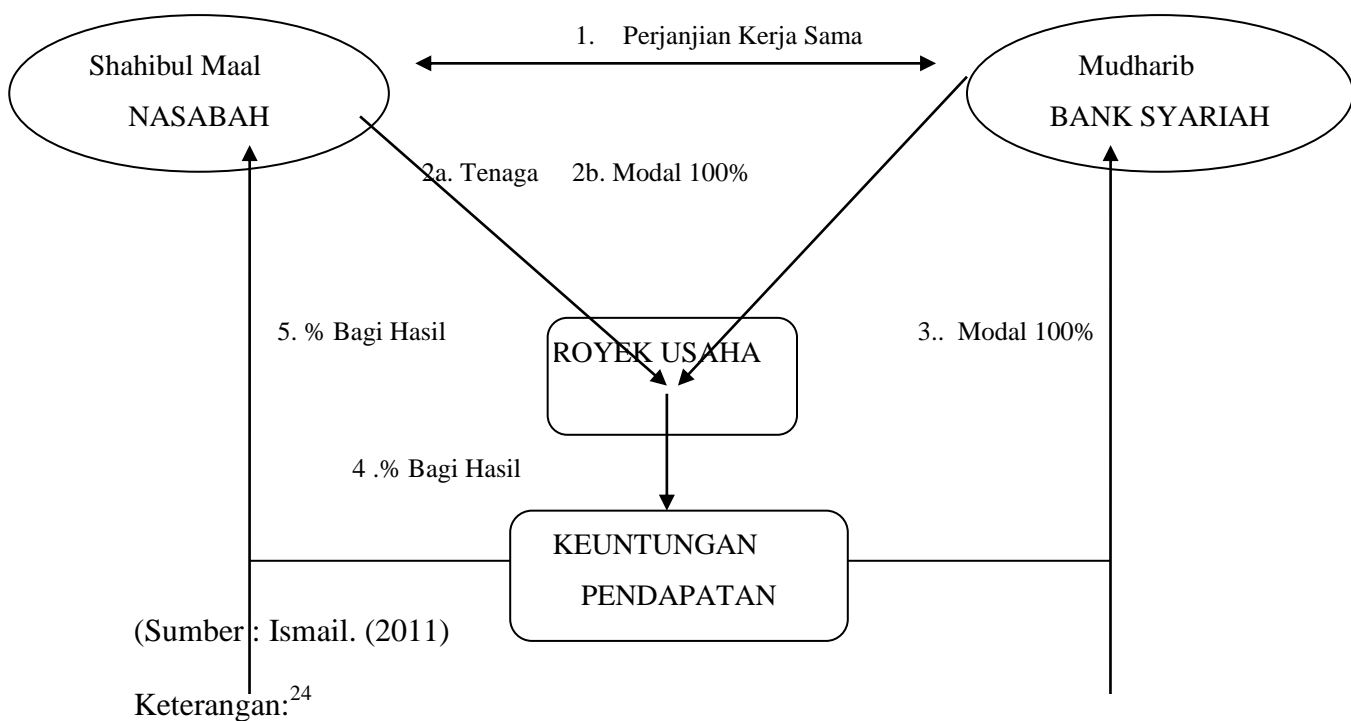 1. Perjanjian Kerja Sama
Shahibul Maal
NASABAH
Mudharib
BANK SYARIAH
2a. Tenaga
2b. Modal 100%
5. % Bagi Hasil
ROYEK USAHA
3.. Modal 100%
4 .% Bagi Hasil
KEUNTUNGAN
PENDAPATAN
(Sumber : Ismail. (2011)
Keterangan:24